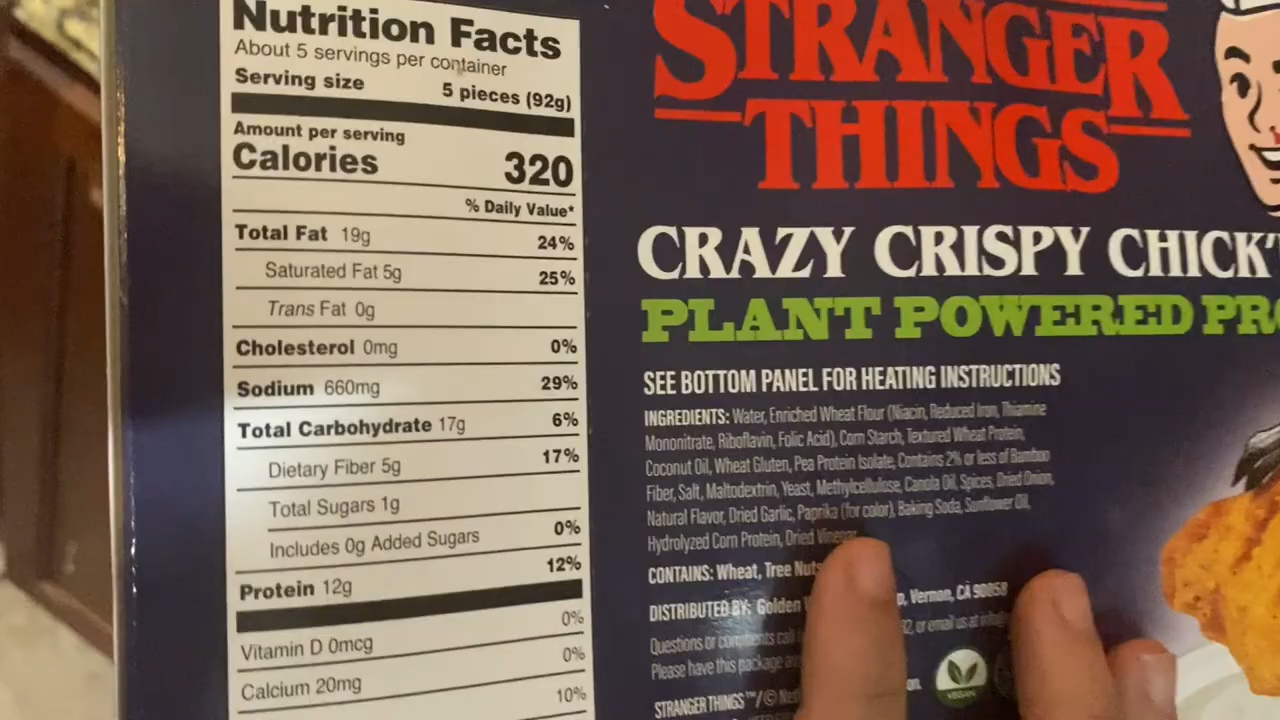 Nutrition Facts
About 5 servings per container
Serving size 5 pieces (92g)
Amount per serving
Calories 320
% Daily Value*
Total Fat 19g 24%
Saturated Fat 5g 25%
Trans Fat 0g
Cholesterol 0mg 0%
Sodium 660mg 29%
Total Carbohydrate 17g 6%
Dietary Fiber 5g 17%
Total Sugars 1g
Includes 0g Added Sugars 0%
Protein 12g 12%
Vitamin D 0mcg 0%
Calcium 20mg 0%
10%
STRANGER
THINGS
CRAZY CRISPY CHICK'
PLANT POWERED PR
SEE BOTTOM PANEL FOR HEATING INSTRUCTIONS
INGREDIENTS: Water, Enriched Wheat Flour (Niacin, Reduced Iron, Thiamine
Mononitrate, Riboflavin, Folic Acid), Corn Starch, Textured Wheat Protein,
Coconut Oil, Wheat Gluten, Pea Protein Isolate, Contains 2% or less of Bamboo
Fiber, Salt, Maltodextrin, Yeast, Methylcellulose, Canola Oil, Spices, Dried Onion,
Natural Flavor, Dried Garlic, Paprika (for color), Baking Soda, Sunflower Oil,
Hydrolyzed Corn Protein, Dried Vinegar
CONTAINS: Wheat, Tree Nuts
DISTRIBUTED BY: Golden , Vernon, CA 90058
Questions or comments call or email us at
Please have this package
STRANGER THINGS™/©
VEGAN